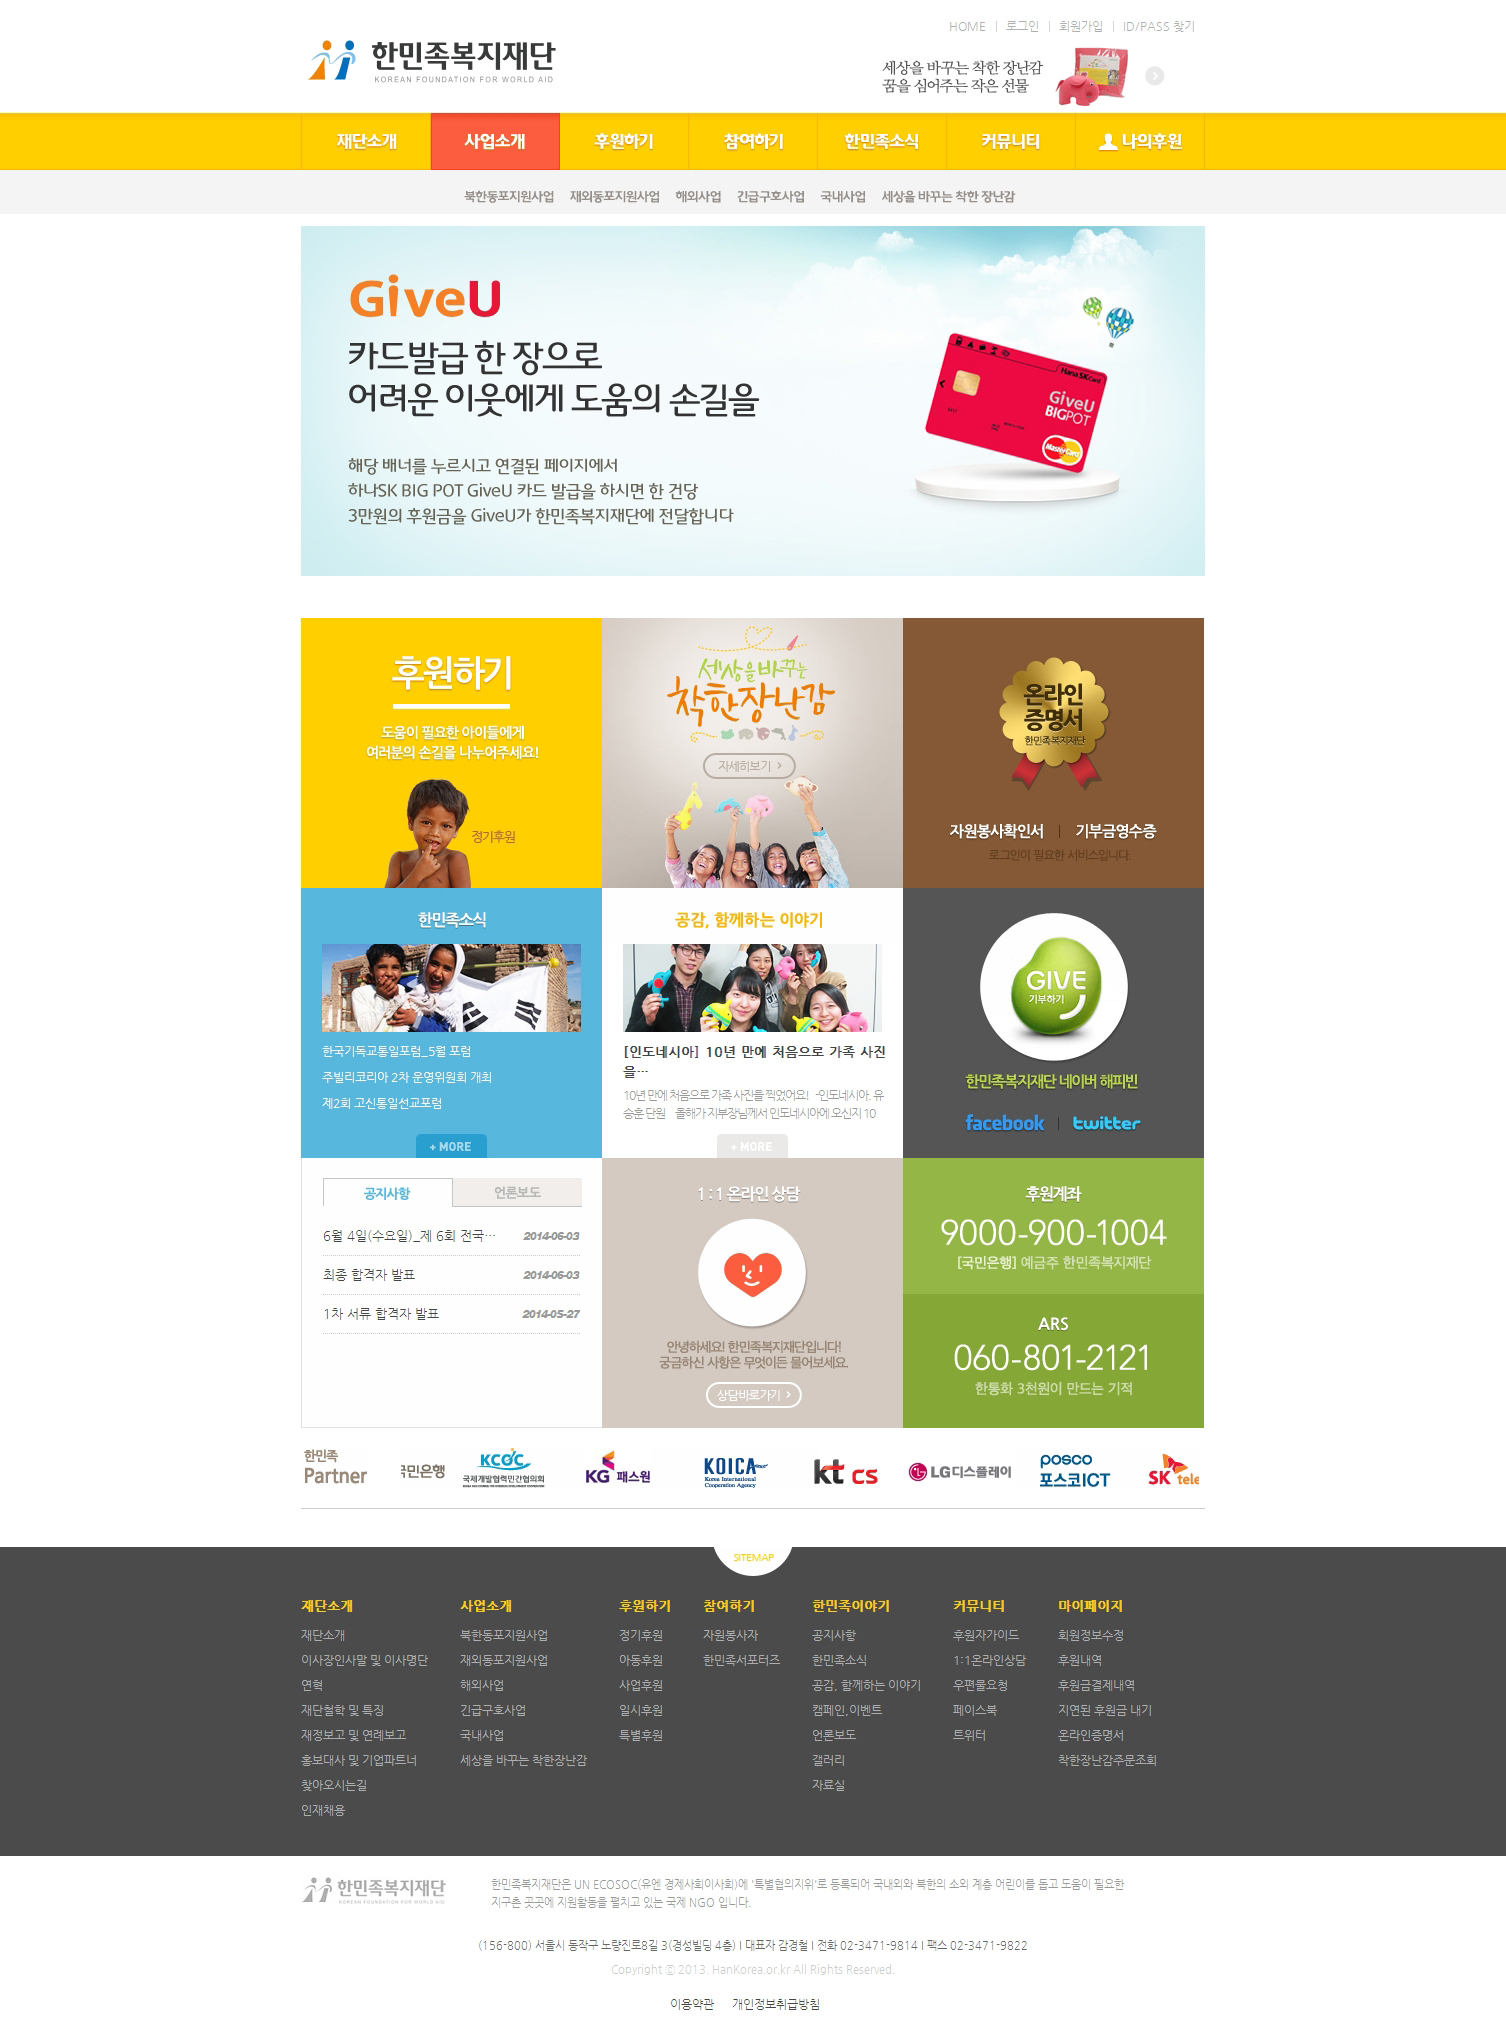 HOME 로그인 회원가입 ID/PASS 찾기
한민족복지재단
KOREAN FOUNDATION FOR WORLD AID
세상을 바꾸는 착한 장난감
꿈을 심어주는 작은 선물
재단소개 사업소개 후원하기 참여하기 한민족소식 커뮤니티 나의후원
북한동포지원사업 재외동포지원사업 해외사업 긴급구호사업 국내사업 세상을 바꾸는 착한 장난감
GiveU
카드발급 한 장으로
어려운 이웃에게 도움의 손길을
해당 배너를 누르시고 연결된 페이지에서
하나SK BIG POT GiveU 카드 발급을 하시면 한 건당
3만원의 후원금을 GiveU가 한민족복지재단에 전달합니다
Hana SK Card
GiveU
BIGPOT
MasterCard
후원하기
도움이 필요한 아이들에게
여러분의 손길을 나누어주세요!
정기후원
세상을바꾸는
착한장난감
자세히보기
온라인
증명서
한민족복지재단
자원봉사확인서 기부금영수증
로그인이 필요한 서비스입니다.
한민족소식
한국기독교통일포럼_5월 포럼
주빌리코리아 2차 운영위원회 개최
제2회 고신통일선교포럼
+ MORE
공감, 함께하는 이야기
[인도네시아] 10년 만에 처음으로 가족 사진
을…
10년 만에 처음으로 가족 사진을 찍었어요! -인도네시아. 유
승훈 단원 올해가 지부장님께서 인도네시아에 오신지 10
+ MORE
GIVE
기부하기
한민족복지재단 네이버 해피빈
facebook twitter
공지사항 언론보도
6월 4일(수요일)_제 6회 전국… 2014-06-03
최종 합격자 발표 2014-06-03
1차 서류 합격자 발표 2014-05-27
1 : 1 온라인 상담
안녕하세요! 한민족복지재단입니다!
궁금하신 사항은 무엇이든 물어보세요.
상담바로가기
후원계좌
9000-900-1004
[국민은행] 예금주 한민족복지재단
ARS
060-801-2121
한통화 3천원이 만드는 기적
한민족
Partner
국민은행
KCOC
국제개발협력민간협의회
KG 패스원
KOICA
Korea International
Cooperation Agency
kt cs
LG디스플레이
posco
포스코ICT
SK tele
SITEMAP
재단소개 사업소개 후원하기 참여하기 한민족이야기 커뮤니티 마이페이지
재단소개 북한동포지원사업 정기후원 자원봉사자 공지사항 후원자가이드 회원정보수정
이사장인사말 및 이사명단 재외동포지원사업 아동후원 한민족서포터즈 한민족소식 1:1온라인상담 후원내역
연혁 해외사업 사업후원 공감, 함께하는 이야기 우편물요청 후원금결제내역
재단철학 및 특징 긴급구호사업 일시후원 캠페인,이벤트 페이스북 지연된 후원금 내기
재정보고 및 연례보고 국내사업 특별후원 언론보도 트위터 온라인증명서
홍보대사 및 기업파트너 세상을 바꾸는 착한장난감 갤러리 착한장난감주문조회
찾아오시는길 자료실
인재채용
한민족복지재단
KOREAN FOUNDATION FOR WORLD AID
한민족복지재단은 UN ECOSOC(유엔 경제사회이사회)에 '특별협의지위'로 등록되어 국내외와 북한의 소외 계층 어린이를 돕고 도움이 필요한
지구촌 곳곳에 지원활동을 펼치고 있는 국제 NGO 입니다.
(156-800) 서울시 동작구 노량진로8길 3(경성빌딩 4층) | 대표자 감경철 | 전화 02-3471-9814 | 팩스 02-3471-9822
Copyright ⓒ 2013. HanKorea.or.kr All Rights Reserved.
이용약관 개인정보취급방침